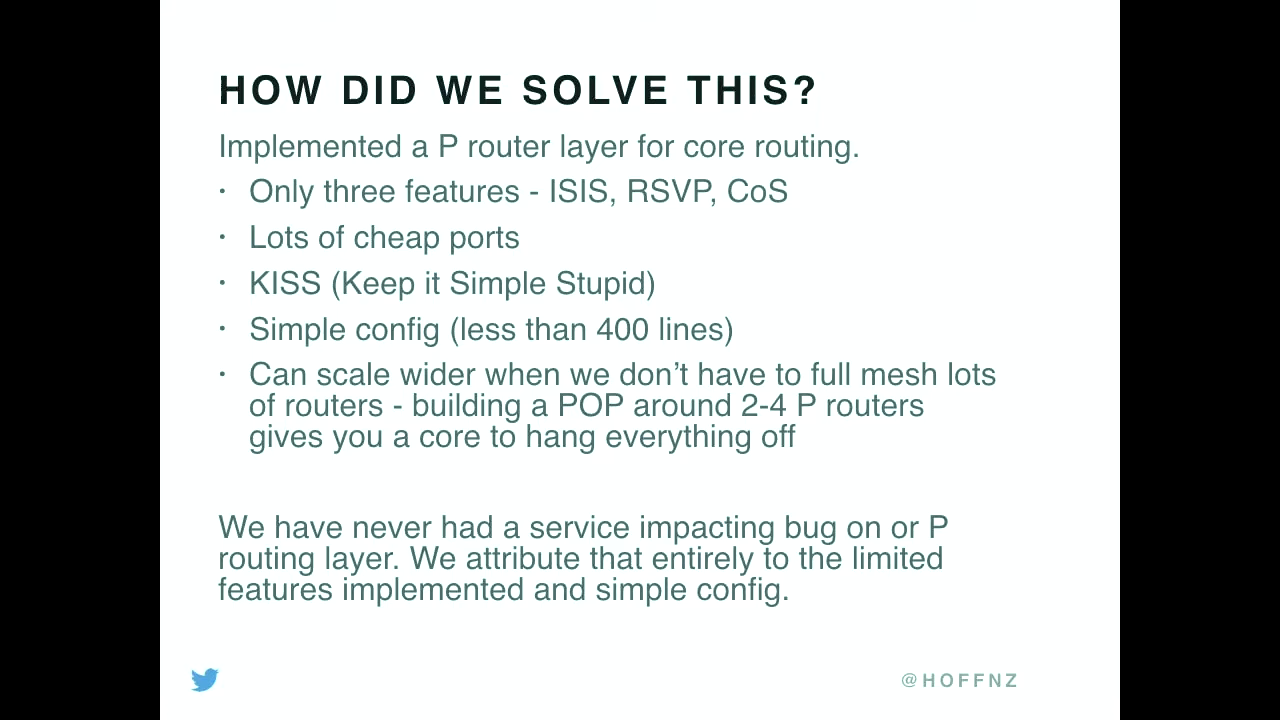 HOW DID WE SOLVE THIS?
Implemented a P router layer for core routing.
· Only three features - ISIS, RSVP, CoS
· Lots of cheap ports
· KISS (Keep it Simple Stupid)
· Simple config (less than 400 lines)
· Can scale wider when we don’t have to full mesh lots
of routers - building a POP around 2-4 P routers
gives you a core to hang everything off
We have never had a service impacting bug on or P
routing layer. We attribute that entirely to the limited
features implemented and simple config.
@HOFFNZ